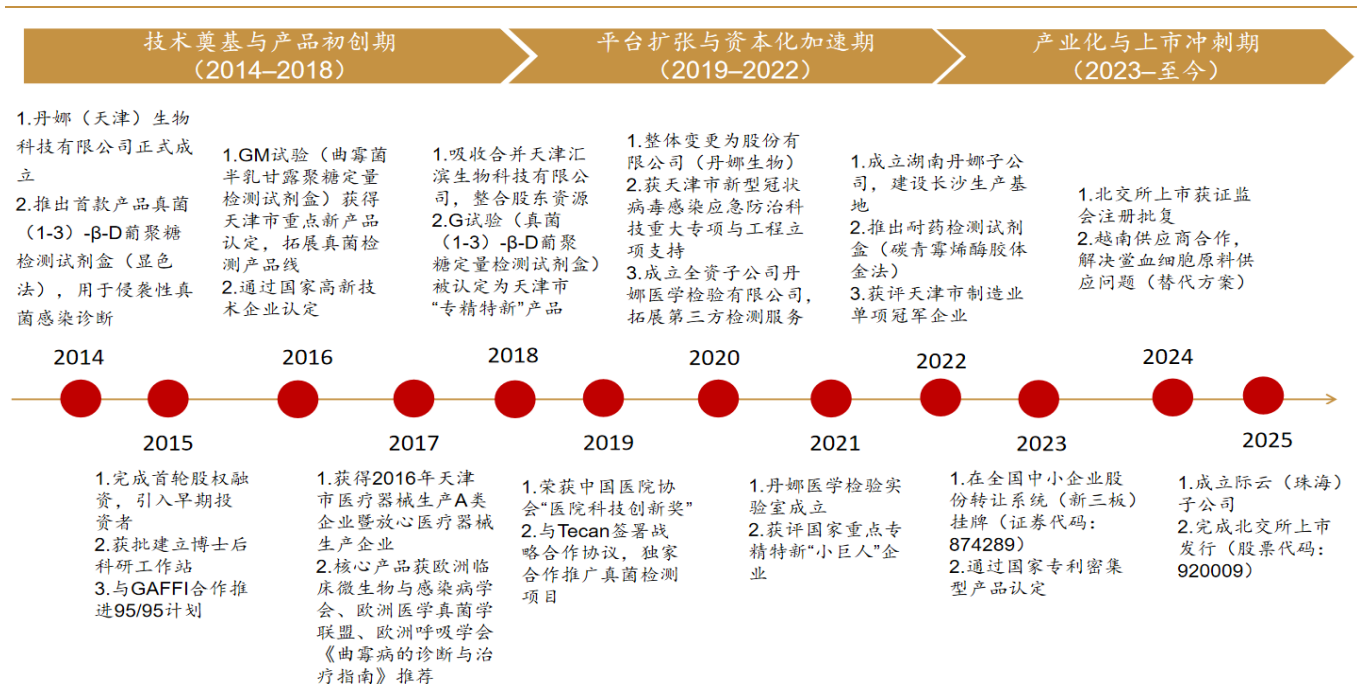 技术奠基与产品初创期
（2014–2018）
平台扩张与资本化加速期
（2019–2022）
产业化与上市冲刺期
（2023–至今）
1.丹娜（天津）生物
科技有限公司正式成
立
2.推出首款产品真菌
（1-3）-β-D葡聚糖
检测试剂盒（显色
法），用于侵袭性真
菌感染诊断
1.GM试验（曲霉菌
半乳甘露聚糖定量
检测试剂盒）获得
天津市重点新产品
认定，拓展真菌检
测产品线
2.通过国家高新技
术企业认定
1.吸收合并天津汇
滨生物科技有限公
司，整合股东资源
2.G试验（真菌
（1-3）-β-D葡聚
糖定量检测试剂盒）
被认定为天津市
“专精特新”产品
1.整体变更为股份有
限公司（丹娜生物）
2.获天津市新型冠状
病毒感染应急防治科
技重大专项与工程立
项支持
3.成立全资子公司丹
娜医学检验有限公司，
拓展第三方检测服务
1.成立湖南丹娜子公
司，建设长沙生产基
地
2.推出耐药检测试剂
盒（碳青霉烯酶胶体
金法）
3.获评天津市制造业
单项冠军企业
1.北交所上市获证监
会注册批复
2.越南供应商合作，
解决鲎血细胞原料供
应问题（替代方案）
2014
2016
2018
2020
2022
2024
2015
2017
2019
2021
2023
2025
1.完成首轮股权融
资，引入早期投
资者
2.获批建立博士后
科研工作站
3.与GAFFI合作推
进95/95计划
1.获得2016年天津
市医疗器械生产A类
企业暨放心医疗器械
生产企业
2.核心产品获欧洲临
床微生物与感染病学
会、欧洲医学真菌学
联盟、欧洲呼吸学会
《曲霉病的诊断与治
疗指南》推荐
1.荣获中国医院协
会“医院科技创新奖”
2.与Tecan签署战
略合作协议，独家
合作推广真菌检测
项目
1.丹娜医学检验实
验室成立
2.获评国家重点专
精特新“小巨人”企
业
1.在全国中小企业股
份转让系统（新三板）
挂牌（证券代码：
874289）
2.通过国家专利密集
型产品认定
1.成立际云（珠海）
子公司
2.完成北交所上市
发行（股票代码：
920009）